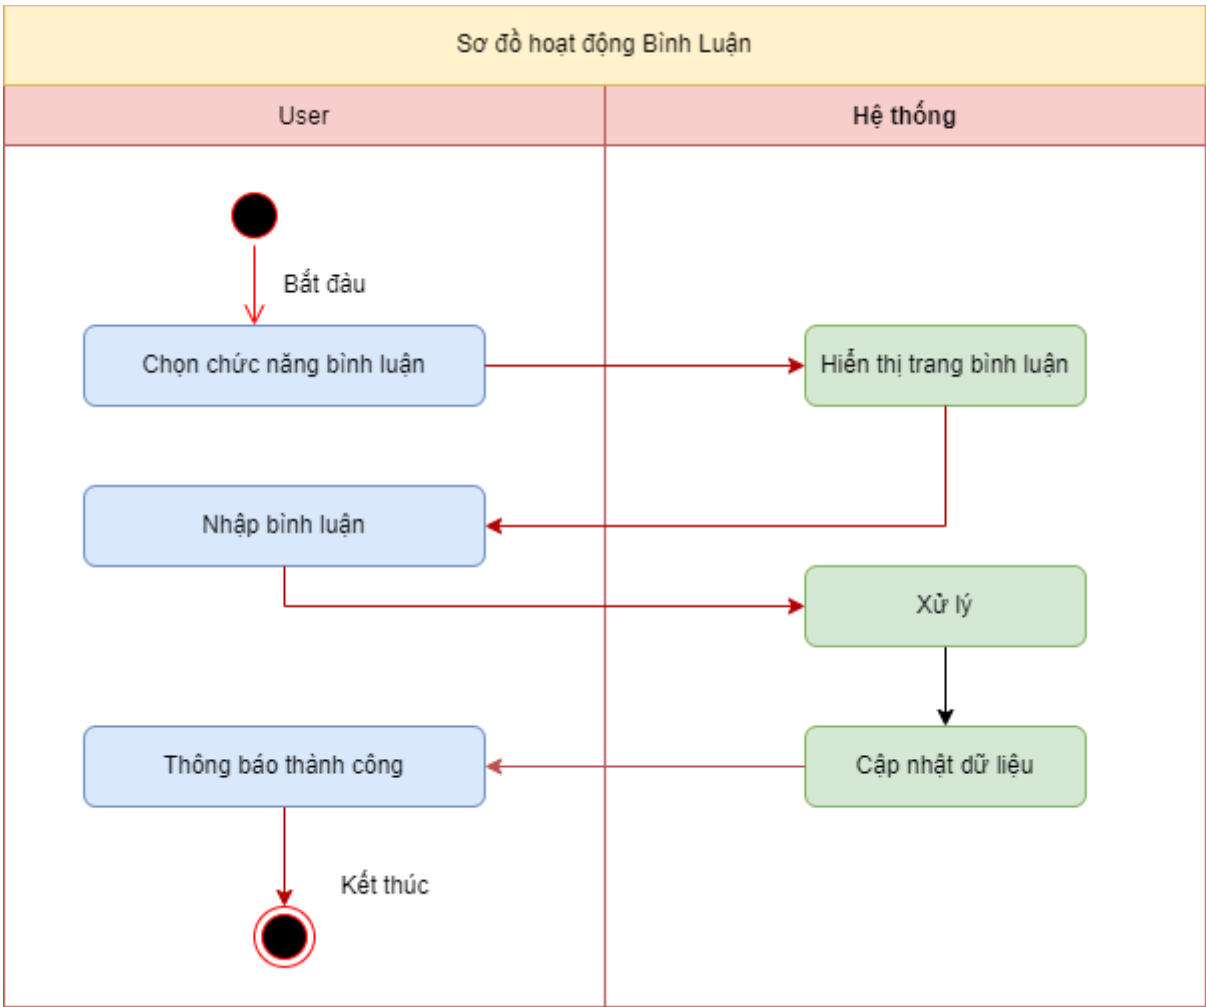 Sơ đồ hoạt động Bình Luận
User
Hệ thống
Bắt đàu
Chọn chức năng bình luận
Hiển thị trang bình luận
Nhập bình luận
Xử lý
Thông báo thành công
Cập nhật dữ liệu
Kết thúc